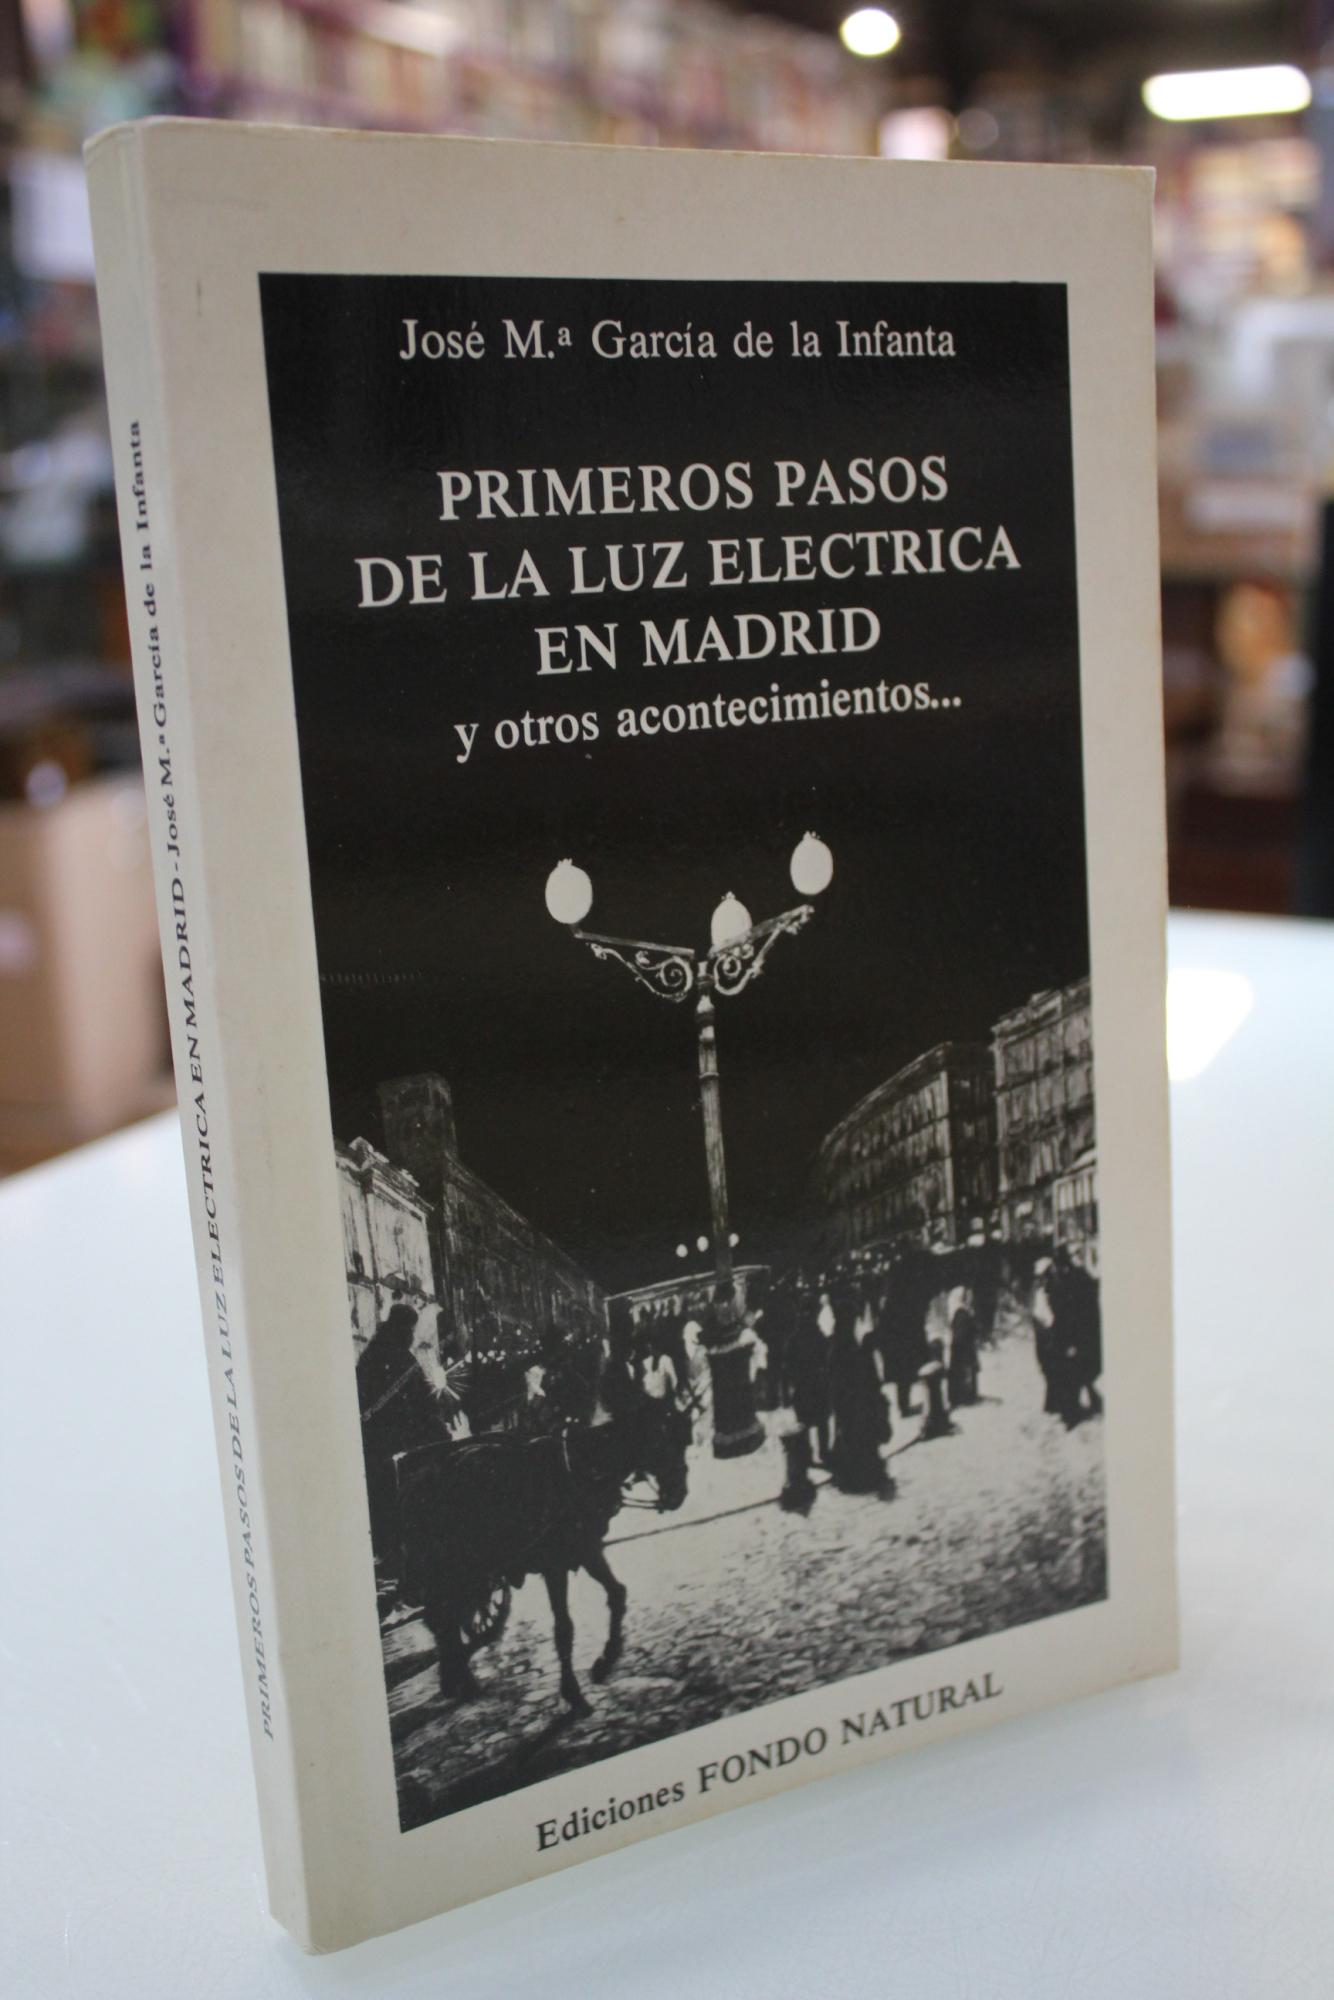 José M.ª García de la Infanta
PRIMEROS PASOS
DE LA LUZ ELECTRICA
EN MADRID
y otros acontecimientos...
Ediciones FONDO NATURAL
PRIMEROS PASOS DE LA LUZ ELECTRICA EN MADRID - José M.ª García de la Infanta